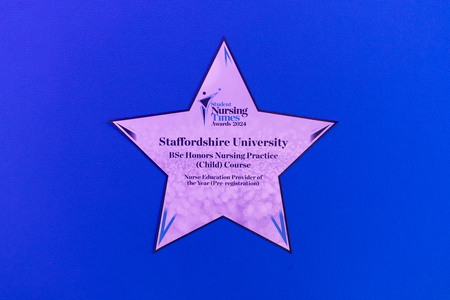 Student
Nursing
Times
Awards 2024
Staffordshire University
BSc Honors Nursing Practice
(Child) Course
Nurse Education Provider of
the Year (Pre-registration)